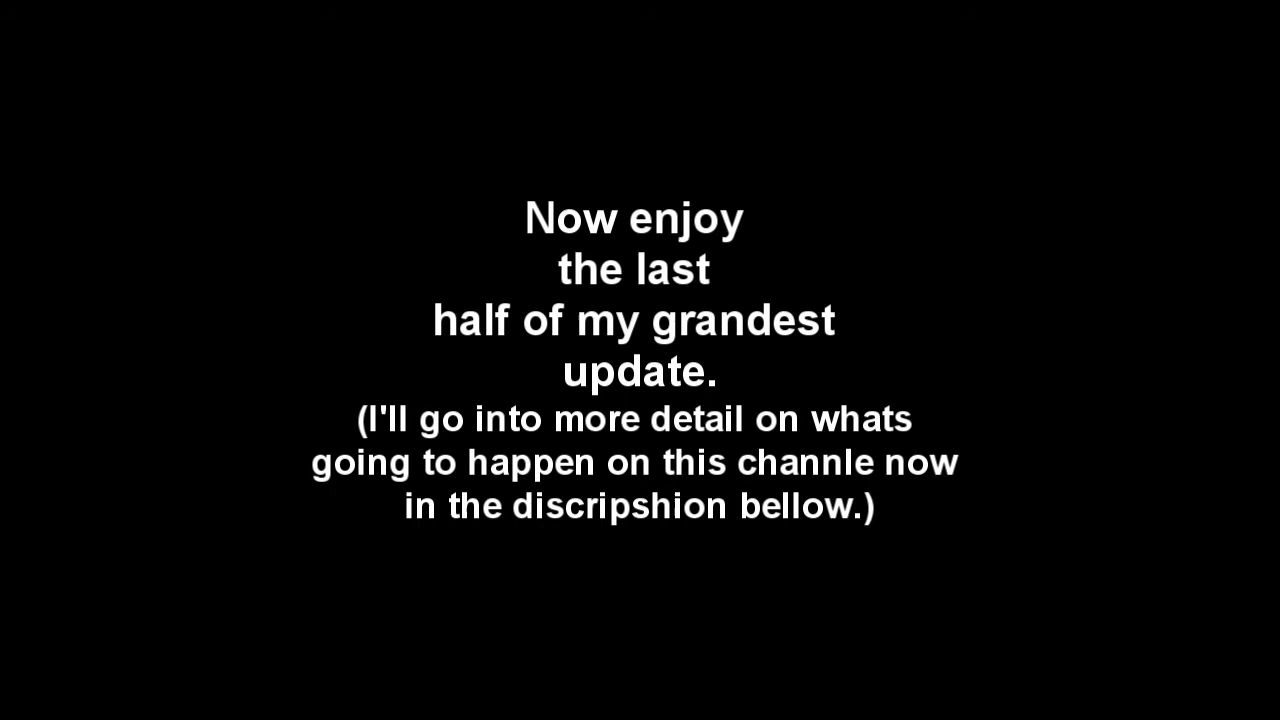 Now enjoy
the last
half of my grandest
update.
(I'll go into more detail on whats
going to happen on this channle now
in the discripshion bellow.)